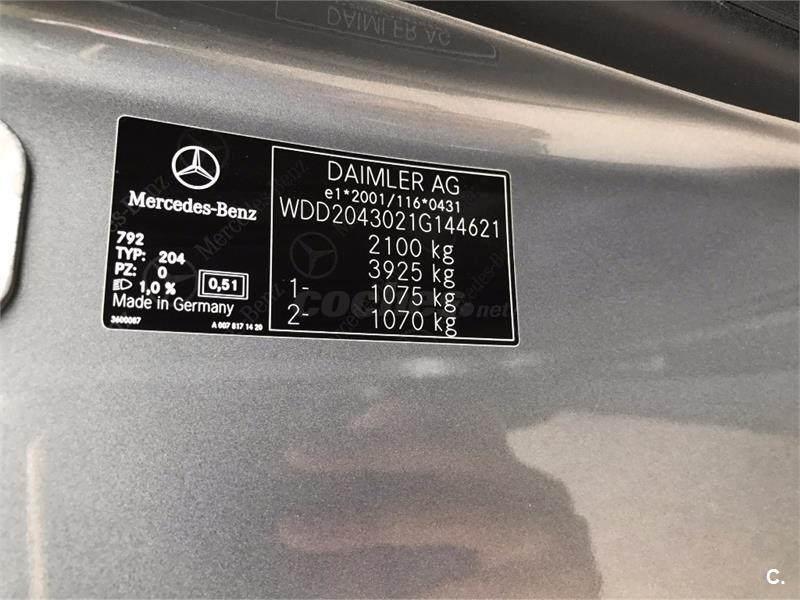 DAIMLER AG
Mercedes-Benz
792
TYP: 204
PZ: 0
1,0 %
0,51
Made in Germany
3600087
A 007 817 14 20
DAIMLER AG
e1*2001/116*0431
WDD2043021G144621
2100 kg
3925 kg
1- 1075 kg
2- 1070 kg
coches.net
C.